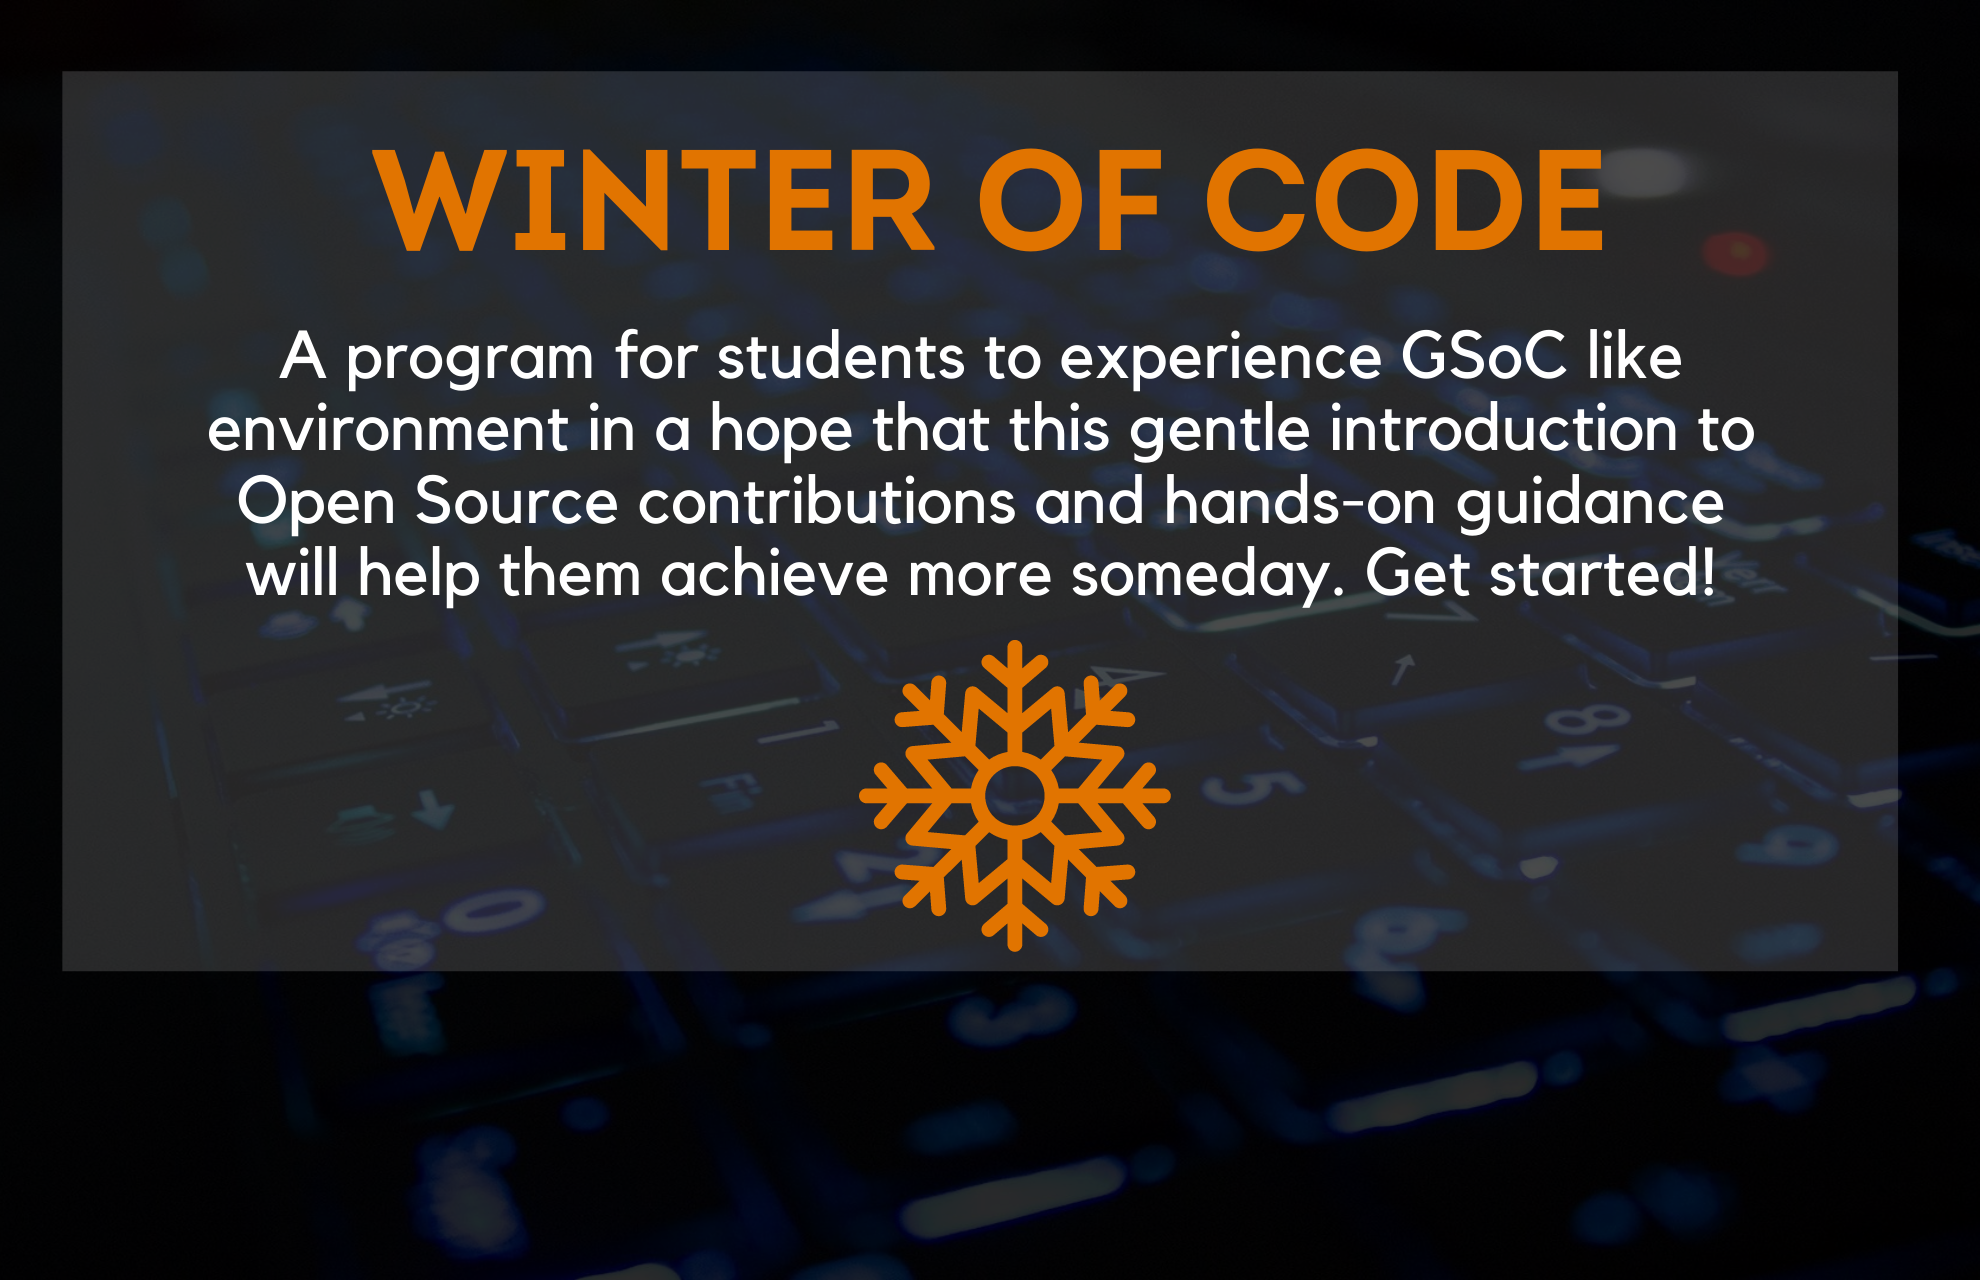 WINTER OF CODE
A program for students to experience GSoC like
environment in a hope that this gentle introduction to
Open Source contributions and hands-on guidance
will help them achieve more someday. Get started!